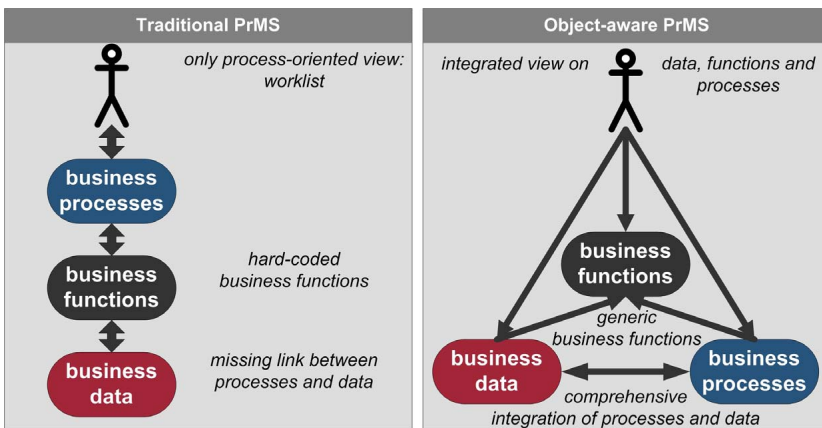 Traditional PrMS
only process-oriented view:
worklist
business
processes
hard-coded
business functions
business
functions
missing link between
processes and data
business
data
Object-aware PrMS
integrated view on
data, functions and
processes
business
functions
generic
business functions
business
data
business
processes
comprehensive
integration of processes and data